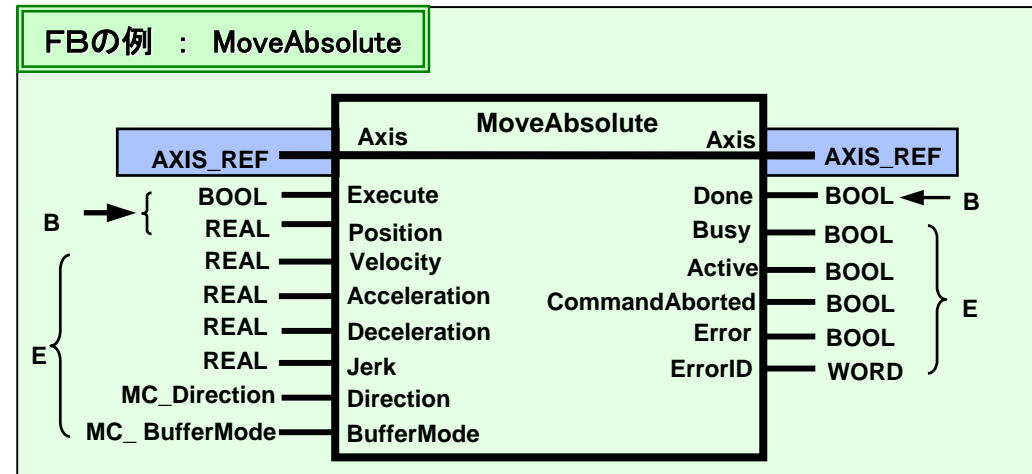 FBの例 : MoveAbsolute
MoveAbsolute
AXIS_REF Axis Axis AXIS_REF
BOOL Execute Done BOOL B
B REAL Position Busy BOOL
REAL Velocity Active BOOL
REAL Acceleration CommandAborted BOOL E
REAL Deceleration Error BOOL
E REAL Jerk ErrorID WORD
MC_Direction Direction
MC_ BufferMode BufferMode